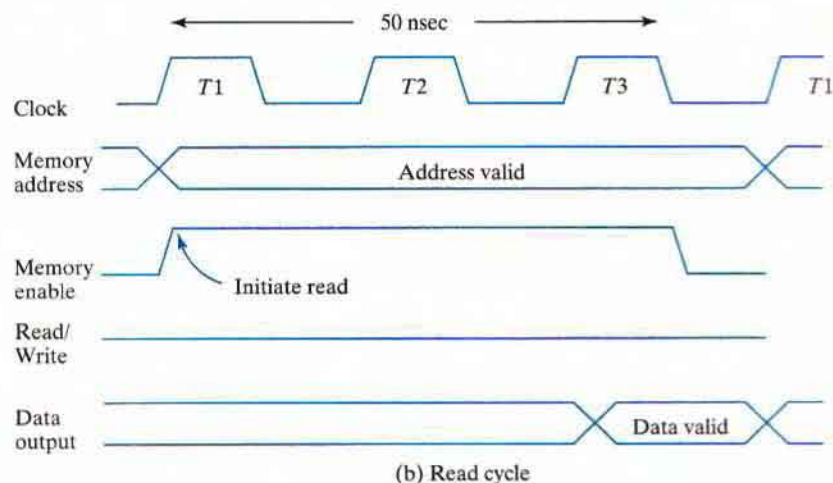 50 nsec
T1
T2
T3
T1
Clock
Memory
address
Address valid
Memory
enable
Initiate read
Read/
Write
Data
output
Data valid
(b) Read cycle